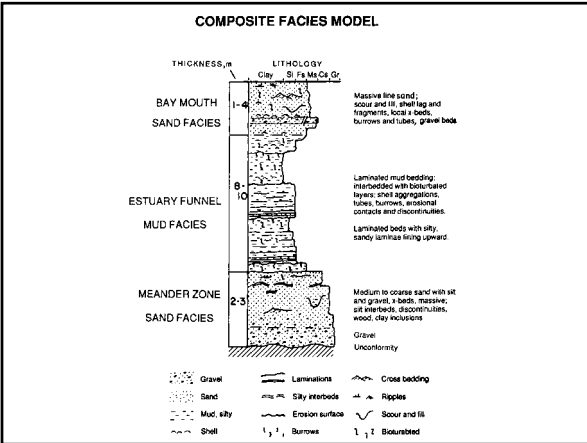 COMPOSITE FACIES MODEL
THICKNESS, m
LITHOLOGY
Clay Si Fs Ms Cs Gr
BAY MOUTH
SAND FACIES
1-4
Massive fine sand;
scour and fill, shell lag and
fragments, local x-beds,
burrows and tubes, gravel beds
ESTUARY FUNNEL
MUD FACIES
8-
10
Laminated mud bedding;
interbedded with bioturbated
layers; shell aggregations,
tubes, burrows, erosional
contacts and discontinuities.
Laminated beds with silty,
sandy laminae fining upward.
MEANDER ZONE
SAND FACIES
2-3
Medium to coarse sand with silt
and gravel, x-beds, massive;
silt interbeds, discontinuities,
wood, clay inclusions
Gravel
Unconformity
Gravel
Laminations
Cross bedding
Sand
Silty interbeds
Ripples
Mud, silty
Erosion surface
Scour and fill
Shell
Burrows
Bioturbated